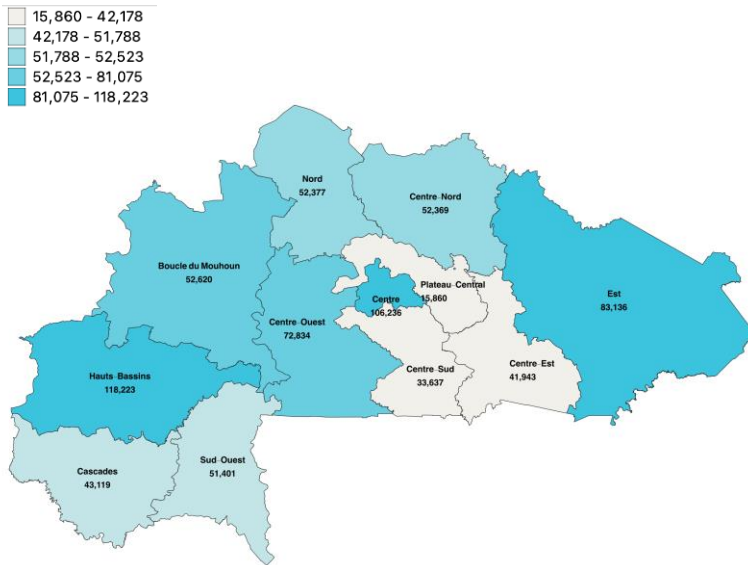 15,860 - 42,178
42,178 - 51,788
51,788 - 52,523
52,523 - 81,075
81,075 - 118,223
Nord
52,377
Centre-Nord
52,369
Boucle du Mouhoun
52,620
Est
83,136
Plateau-Central
15,860
Centre
106,236
Centre-Ouest
72,834
Centre-Sud
33,637
Centre-Est
41,943
Hauts-Bassins
118,223
Sud-Ouest
51,401
Cascades
43,119